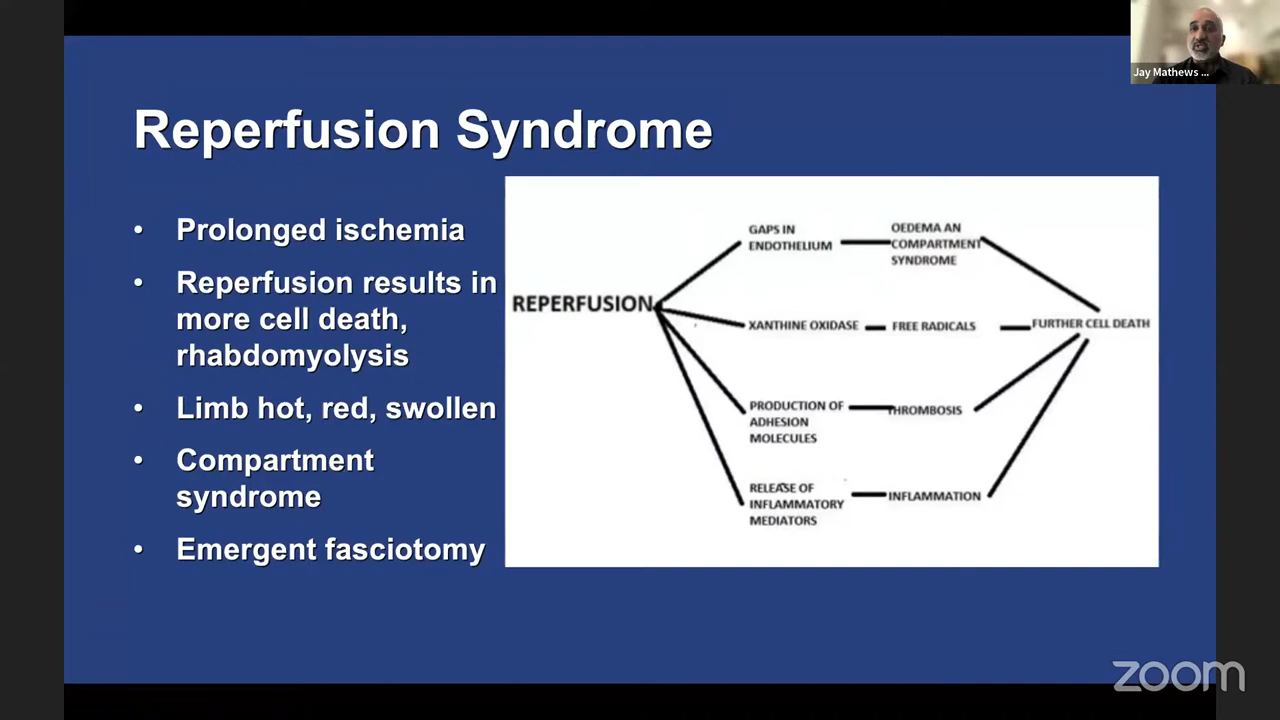 Jay Mathews ...
Reperfusion Syndrome
• Prolonged ischemia
• Reperfusion results in
more cell death,
rhabdomyolysis
• Limb hot, red, swollen
• Compartment
syndrome
• Emergent fasciotomy
REPERFUSION
GAPS IN
ENDOTHELIUM
OEDEMA AN
COMPARTMENT
SYNDROME
XANTHINE OXIDASE
FREE RADICALS
FURTHER CELL DEATH
PRODUCTION OF
ADHESION
MOLECULES
THROMBOSIS
RELEASE OF
INFLAMMATORY
MEDIATORS
INFLAMMATION
zoom